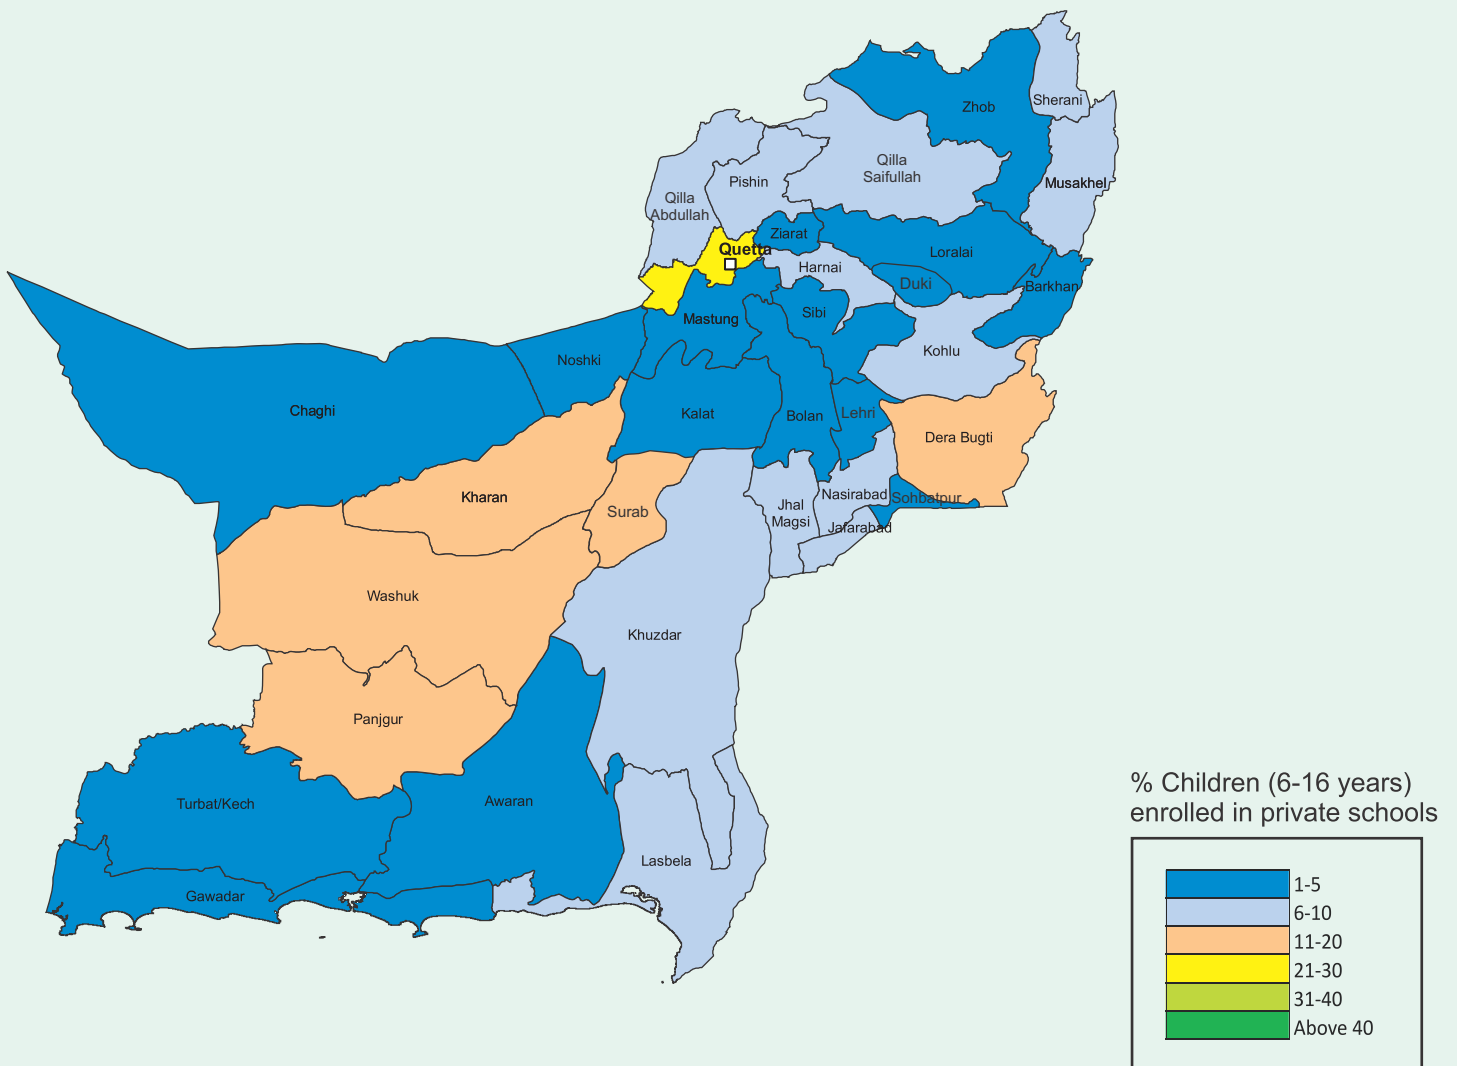 Sherani
Zhob
Qilla
Saifullah
Musakhel
Pishin
Qilla
Abdullah
Ziarat
Quetta
Loralai
Harnai
Duki
Barkhan
Sibi
Mastung
Kohlu
Noshki
Chaghi
Kalat
Bolan
Lehri
Dera Bugti
Kharan
Nasirabad
Sohbatpur
Jhal
Magsi
Surab
Jafarabad
Washuk
Khuzdar
Panjgur
Turbat/Kech
Awaran
Lasbela
Gawadar
% Children (6-16 years)
enrolled in private schools
1-5
6-10
11-20
21-30
31-40
Above 40